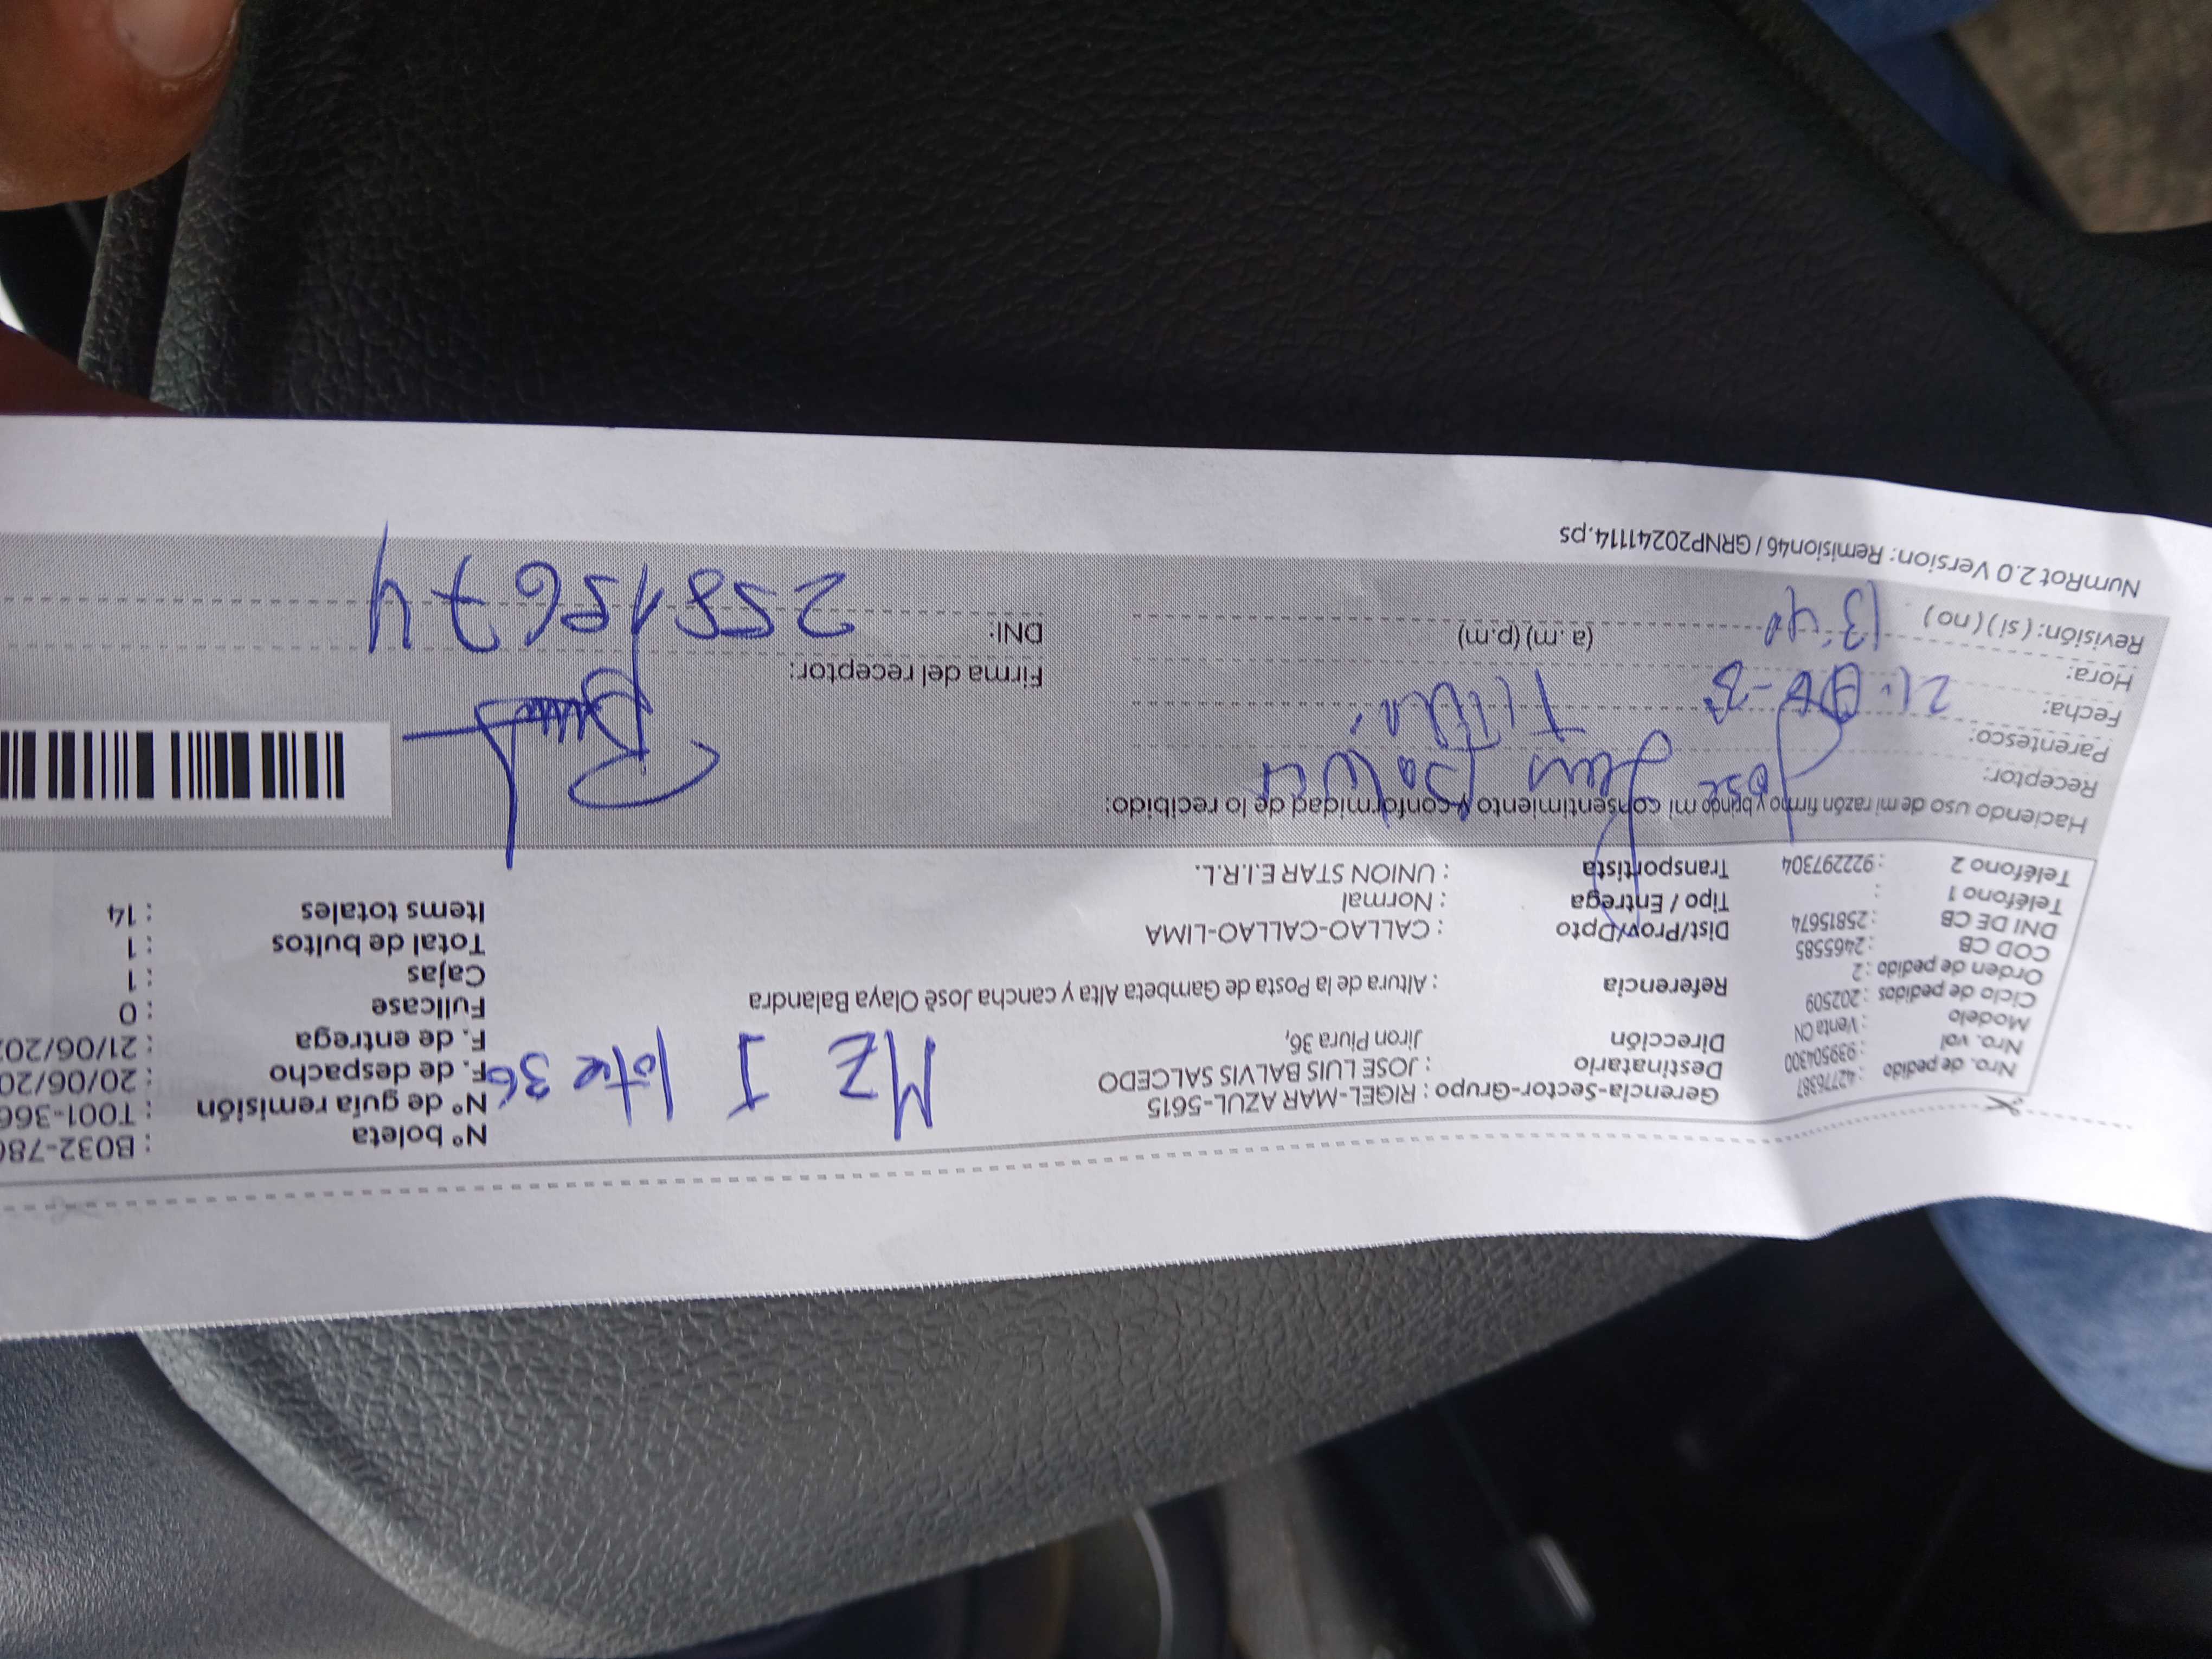 Nro. de pedido : 42776387
Nro. vol : 939504300
Modelo : Venta CN
Ciclo de pedidos : 202509
Orden de pedido : 2
COD CB : 2465585
DNI DE CB : 25815674
Teléfono 1 :
Teléfono 2 : 922297304
Gerencia-Sector-Grupo : RIGEL-MAR AZUL-5615
Destinatario : JOSE LUIS BALVIS SALCEDO
Dirección Jiron Piura 36,
MZ I lote 36
Referencia : Altura de la Posta de Gambeta Alta y cancha Josè Olaya Balandra
Dist/Prov/Dpto : CALLAO-CALLAO-LIMA
Tipo / Entrega : Normal
Transportista : UNION STAR E.I.R.L.
Nº boleta : B032-78
Nº de guía remisión : T001-366
F. de despacho : 20/06/20
F. de entrega : 21/06/20
Fullcase : 0
Cajas : 1
Total de bultos : 1
Items totales : 14
Haciendo uso de mi razón firmo y brindo mi consentimiento y conformidad de lo recibido:
Receptor: Jose Luis
Parentesco:
Fecha:
Hora: 13:40 (a.m) (p.m)
Revisión: (si) (no)
Firma del receptor:
DNI: 25815674
NumRot 2.0 Version: Remision46 / GRNP20241114.ps